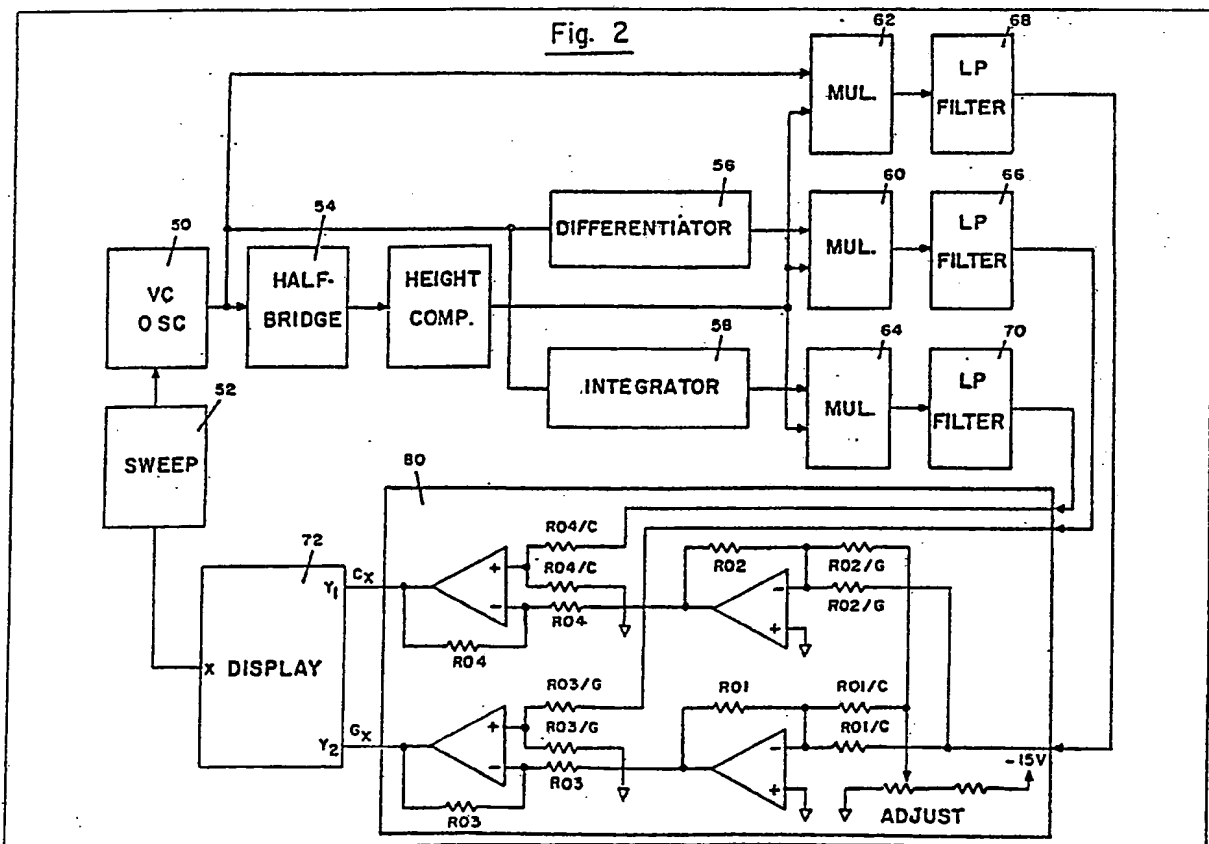 Fig. 2
62
68
MUL.
LP
FILTER
56
60
66
DIFFERENTIATOR
MUL.
LP
FILTER
50
54
VC
OSC
HALF-
BRIDGE
HEIGHT
COMP.
58
64
70
INTEGRATOR
MUL.
LP
FILTER
52
SWEEP
80
R04/C
R04/C
R04
R04
+
-
R02
R02/G
R02/G
-
+
72
DISPLAY
X
Y1
Cx
Y2
Gx
R03/G
R03/G
R03
R03
+
-
R01
R01/C
R01/C
-
+
-15V
ADJUST